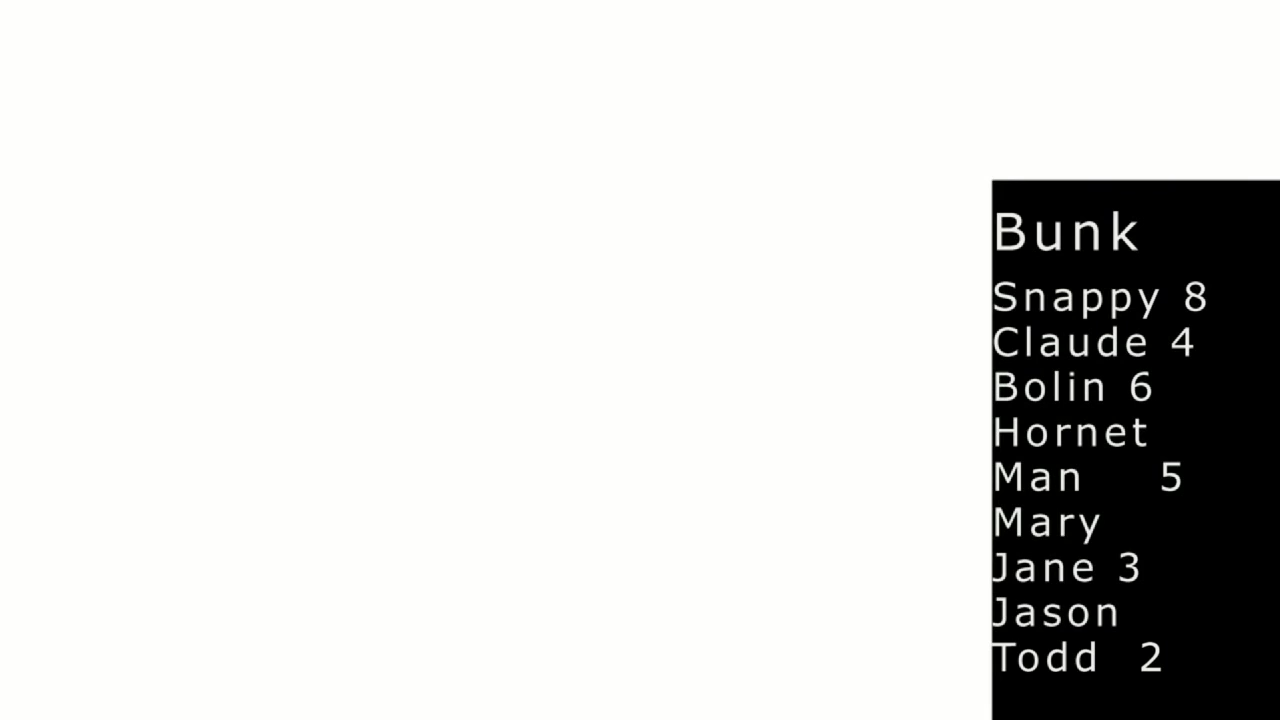 Bunk
Snappy 8
Claude 4
Bolin 6
Hornet
Man 5
Mary
Jane 3
Jason
Todd 2